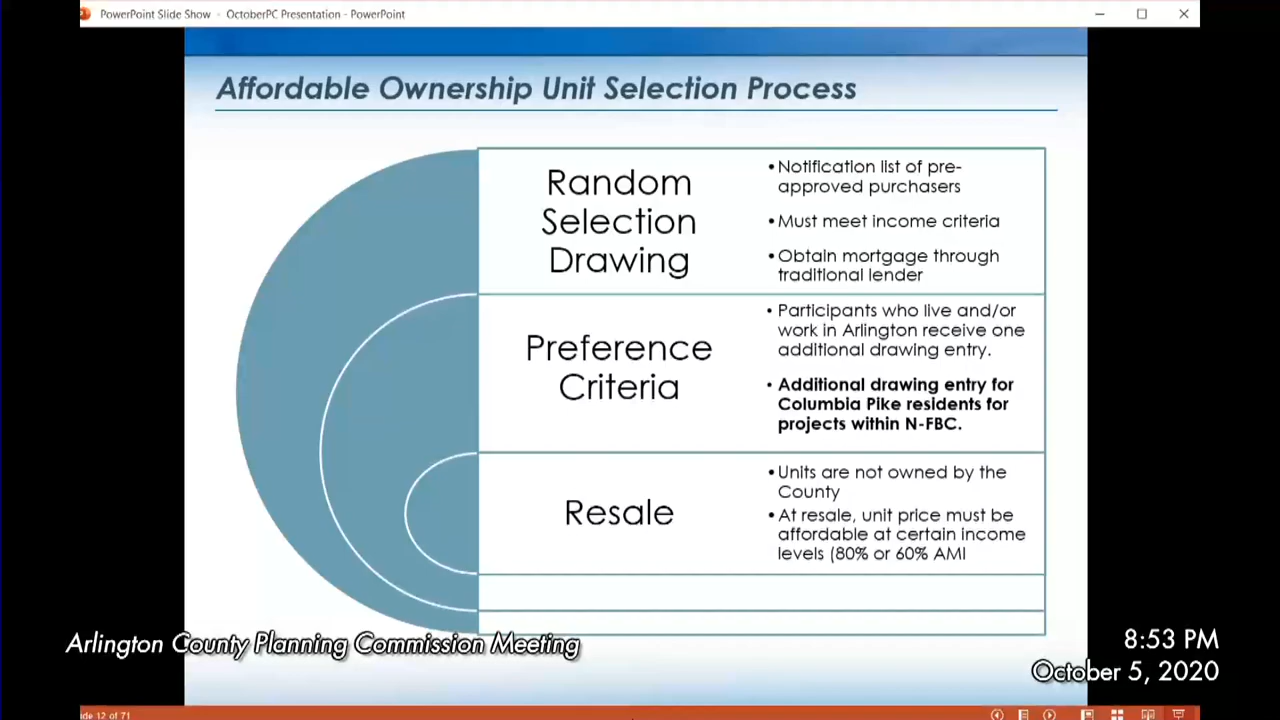 PowerPoint Slide Show - OctoberPC Presentation - PowerPoint
Affordable Ownership Unit Selection Process
Random
Selection
Drawing
•Notification list of pre-
approved purchasers
•Must meet income criteria
•Obtain mortgage through
traditional lender
Preference
Criteria
• Participants who live and/or
work in Arlington receive one
additional drawing entry.
• Additional drawing entry for
Columbia Pike residents for
projects within N-FBC.
Resale
•Units are not owned by the
County
•At resale, unit price must be
affordable at certain income
levels (80% or 60% AMI
Arlington County Planning Commission Meeting
8:53 PM
October 5, 2020
ide 12 of 71